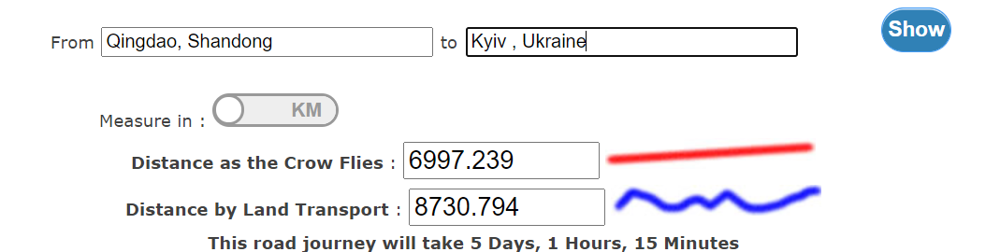 From Qingdao, Shandong to Kyiv , Ukraine Show
Measure in : KM
Distance as the Crow Flies : 6997.239
Distance by Land Transport : 8730.794
This road journey will take 5 Days, 1 Hours, 15 Minutes